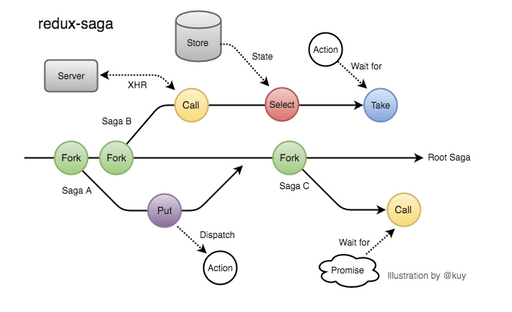 redux-saga
Store
Action
Server
State
XHR
Wait for
Call
Select
Take
Saga B
Fork
Fork
Fork
Root Saga
Saga A
Saga C
Put
Call
Dispatch
Wait for
Action
Promise
Illustration by @kuy